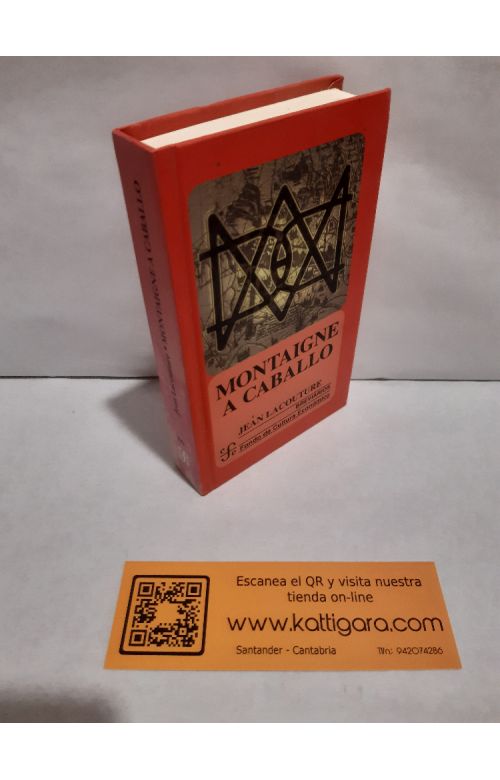 MONTAIGNE
A CABALLO
JEAN LACOUTURE
BREVIARIOS
Fondo de Cultura Económica
Jean Lacouture MONTAIGNE A CABALLO
Escanea el QR y visita nuestra
tienda on-line
www.kattigara.com
Santander - Cantabria
Tlfn: 942074286